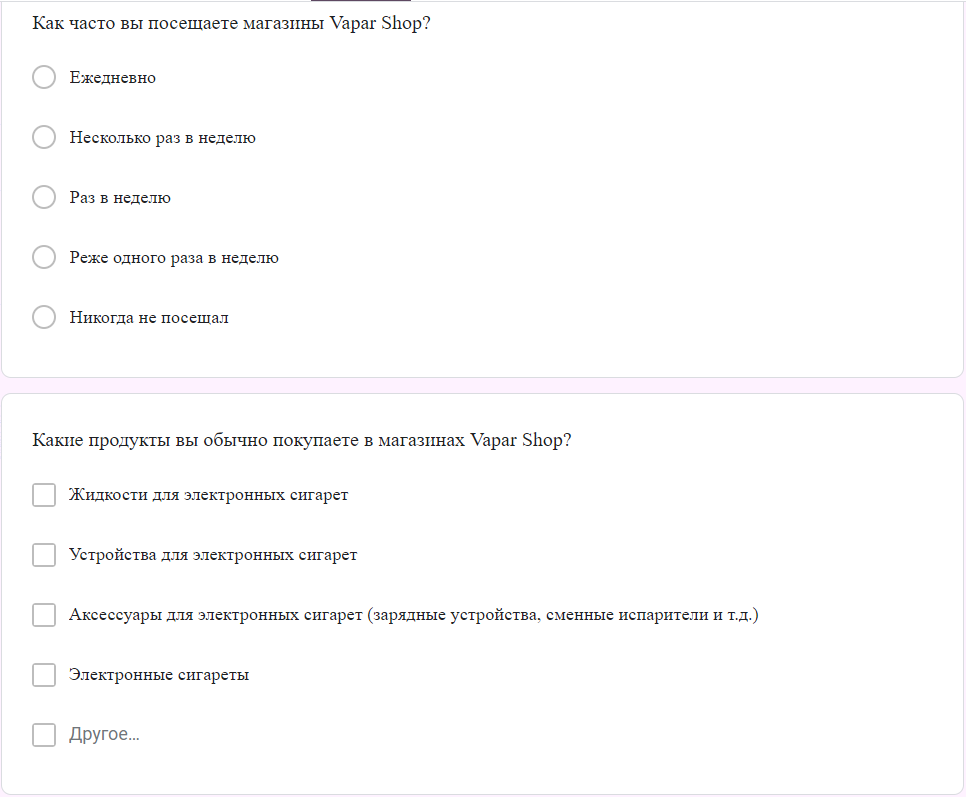 Как часто вы посещаете магазины Vapar Shop?
Ежедневно
Несколько раз в неделю
Раз в неделю
Реже одного раза в неделю
Никогда не посещал
Какие продукты вы обычно покупаете в магазинах Vapar Shop?
Жидкости для электронных сигарет
Устройства для электронных сигарет
Аксессуары для электронных сигарет (зарядные устройства, сменные испарители и т.д.)
Электронные сигареты
Другое…